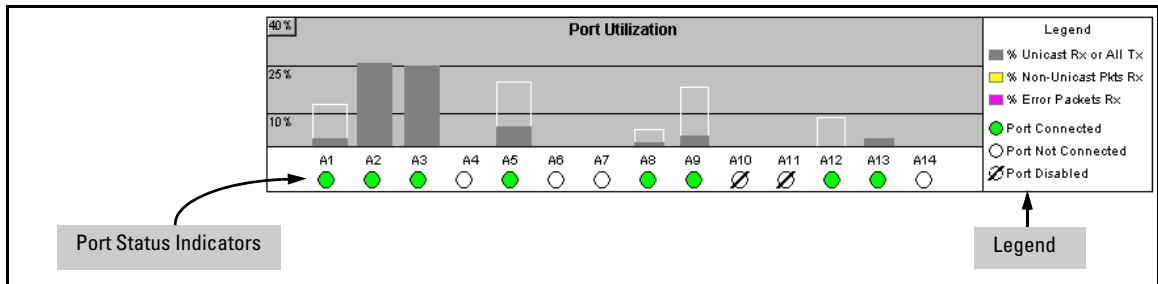 40%
Port Utilization
25%
10%
A1 A2 A3 A4 A5 A6 A7 A8 A9 A10 A11 A12 A13 A14
Legend
% Unicast Rx or All Tx
% Non-Unicast Pkts Rx
% Error Packets Rx
Port Connected
Port Not Connected
Port Disabled
Port Status Indicators
Legend